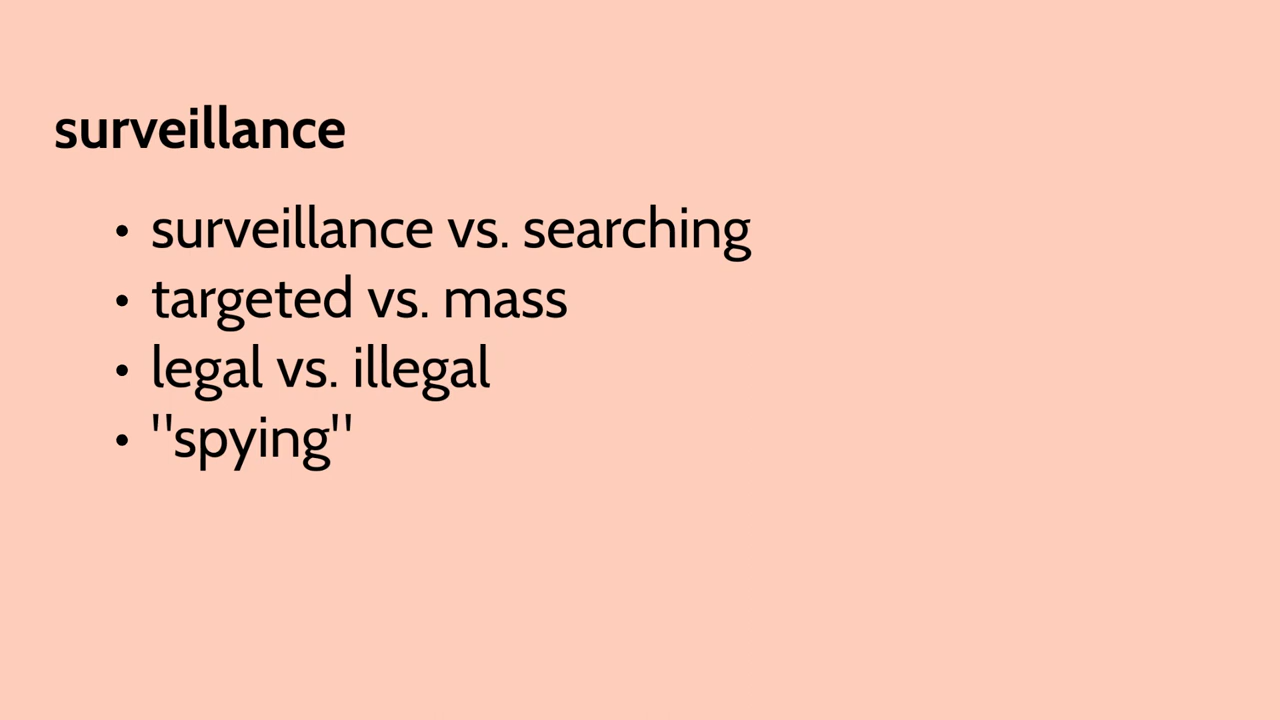 surveillance
• surveillance vs. searching
• targeted vs. mass
• legal vs. illegal
• "spying"